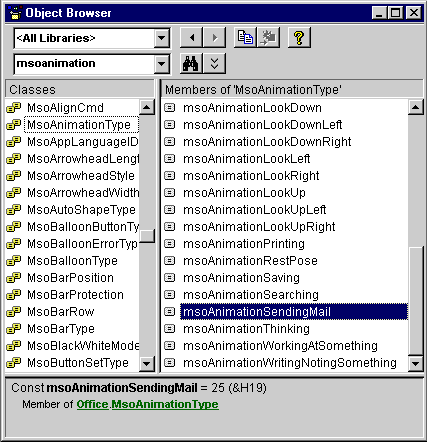 Object Browser
<All Libraries>
msoanimation
Classes
MsoAlignCmd
MsoAnimationType
MsoAppLanguageID
MsoArrowheadLengt
MsoArrowheadStyle
MsoArrowheadWidth
MsoAutoShapeType
MsoBalloonButtonTy
MsoBalloonErrorTyp
MsoBalloonType
MsoBarPosition
MsoBarProtection
MsoBarRow
MsoBarType
MsoBlackWhiteMode
MsoButtonSetType
Members of 'MsoAnimationType'
msoAnimationLookDown
msoAnimationLookDownLeft
msoAnimationLookDownRight
msoAnimationLookLeft
msoAnimationLookRight
msoAnimationLookUp
msoAnimationLookUpLeft
msoAnimationLookUpRight
msoAnimationPrinting
msoAnimationRestPose
msoAnimationSaving
msoAnimationSearching
msoAnimationSendingMail
msoAnimationThinking
msoAnimationWorkingAtSomething
msoAnimationWritingNotingSomething
Const msoAnimationSendingMail = 25 (&H19)
Member of Office.MsoAnimationType